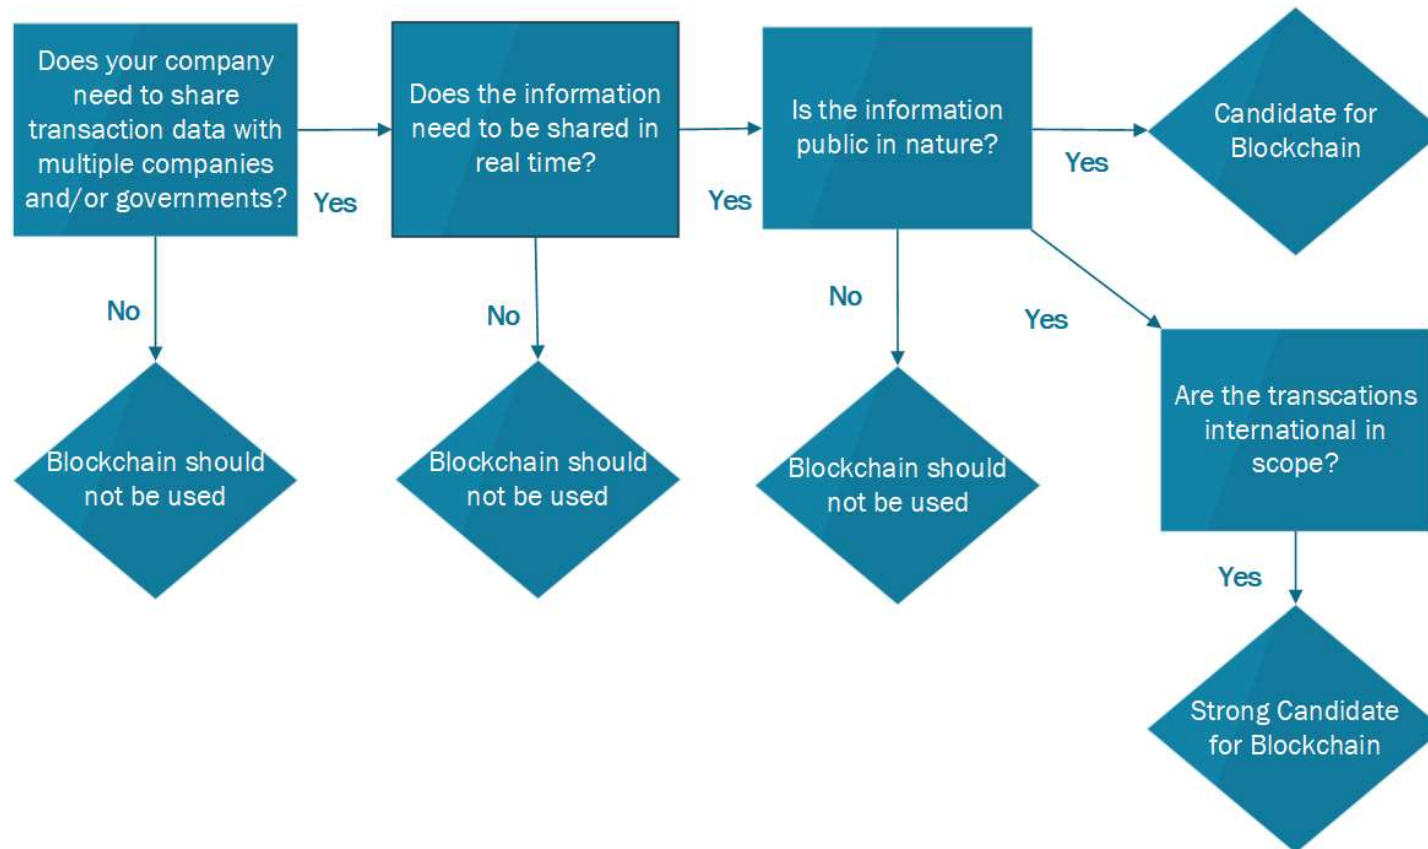 Does your company
need to share
transaction data with
multiple companies
and/or governments?
Yes
No
Blockchain should
not be used
Does the information
need to be shared in
real time?
Yes
No
Blockchain should
not be used
Is the information
public in nature?
Yes
No
Blockchain should
not be used
Candidate for
Blockchain
Yes
Are the transcations
international in
scope?
Yes
Strong Candidate
for Blockchain